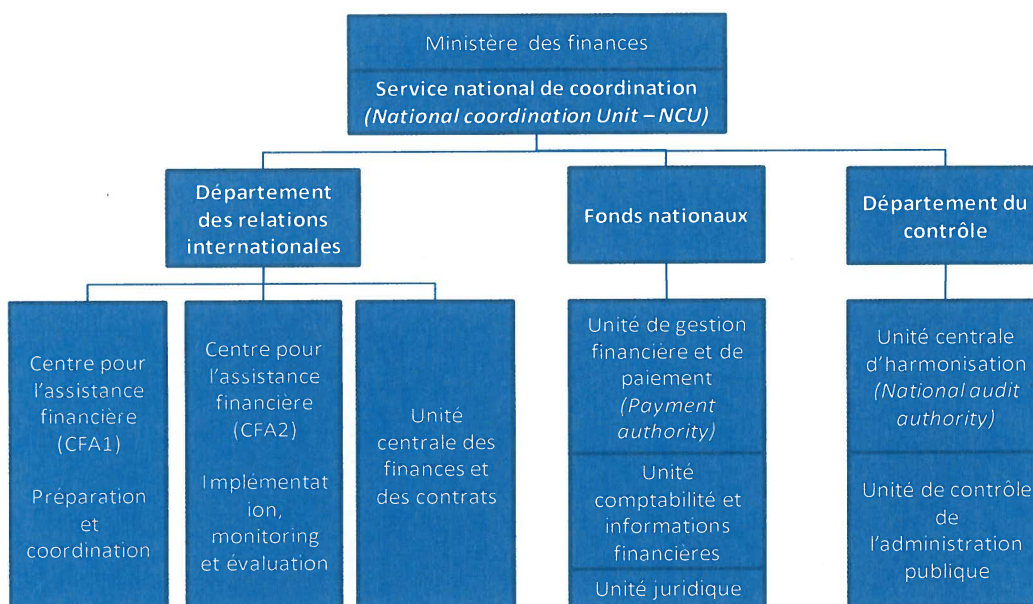 Ministère des finances
Service national de coordination
(National coordination Unit – NCU)
Département
des relations
internationales
Fonds nationaux
Département du
contrôle
Centre pour
l'assistance
financière
(CFA1)
Préparation
et
coordination
Centre pour
l'assistance
financière
(CFA2)
Implémentat
ion,
monitoring
et évaluation
Unité
centrale des
finances et
des contrats
Unité de gestion
financière et de
paiement
(Payment
authority)
Unité
comptabilité et
informations
financières
Unité juridique
Unité centrale
d'harmonisation
(National audit
authority)
Unité de contrôle
de
l'administration
publique